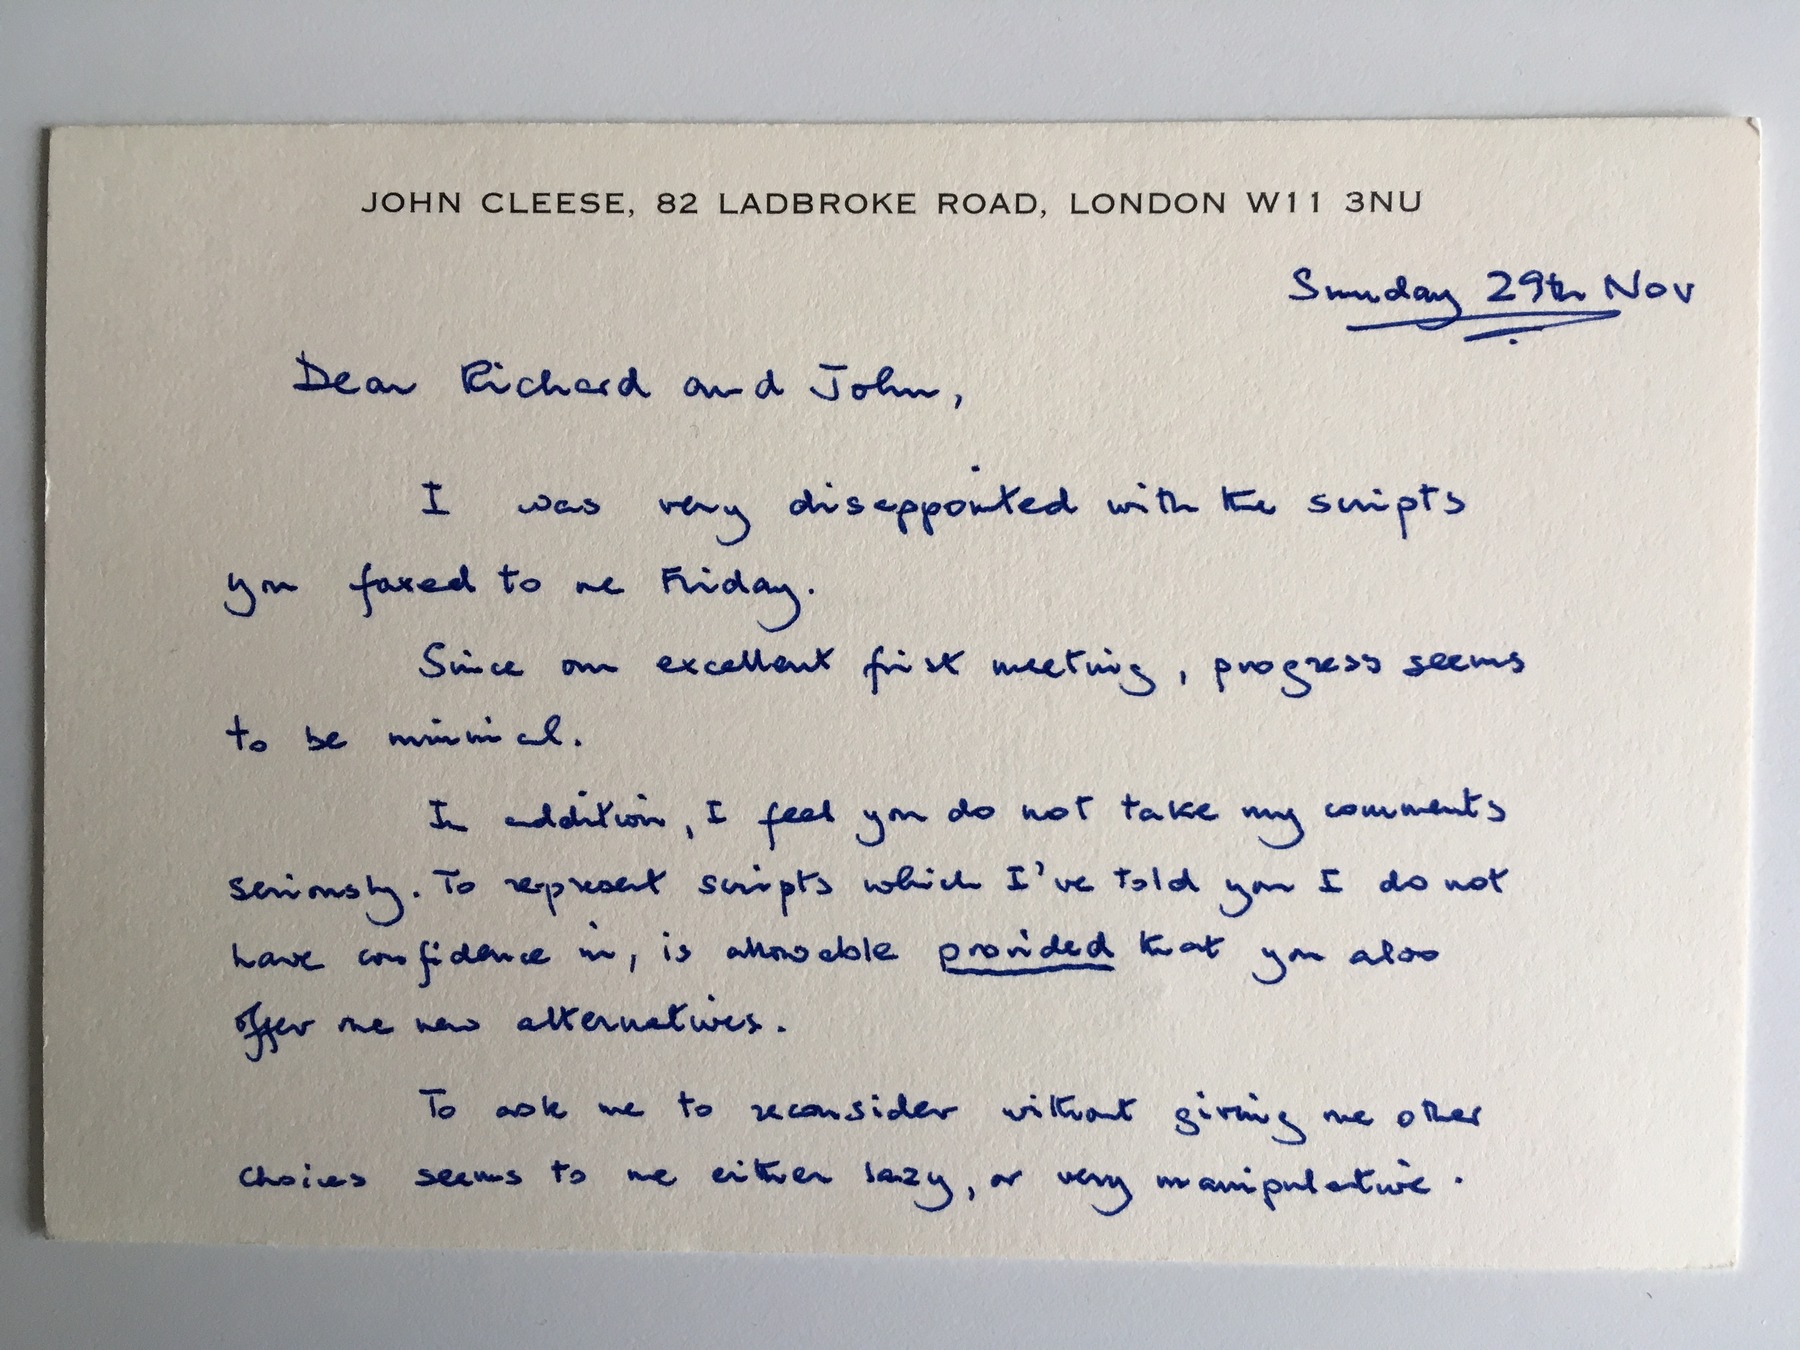 JOHN CLEESE, 82 LADBROKE ROAD, LONDON W11 3NU
Sunday 29th Nov
Dear Richard and John,
I was very disappointed with the scripts
you faxed to me Friday.
Since our excellent first meeting, progress seems
to be minimal.
In addition, I feel you do not take my comments
seriously. To represent scripts which I've told you I do not
have confidence in, is allowable provided that you also
offer me new alternatives.
To ask me to reconsider without giving me other
choices seems to me either lazy, or very manipulative.